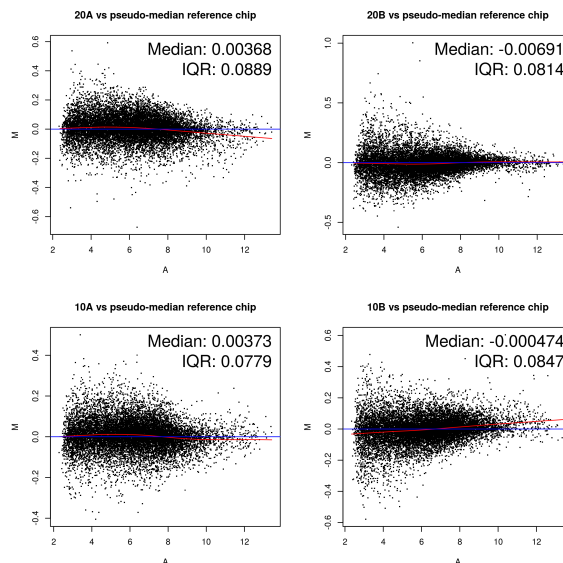 20A vs pseudo-median reference chip
Median: 0.00368
IQR: 0.0889
M
0.6
0.4
0.2
0.0
-0.2
-0.4
-0.6
2 4 6 8 10 12
A
20B vs pseudo-median reference chip
Median: -0.00691
IQR: 0.0814
M
1.0
0.5
0.0
-0.5
2 4 6 8 10 12
A
10A vs pseudo-median reference chip
Median: 0.00373
IQR: 0.0779
M
0.4
0.2
0.0
-0.2
-0.4
2 4 6 8 10 12
A
10B vs pseudo-median reference chip
Median: -0.000474
IQR: 0.0847
M
0.6
0.4
0.2
0.0
-0.2
-0.4
-0.6
2 4 6 8 10 12
A